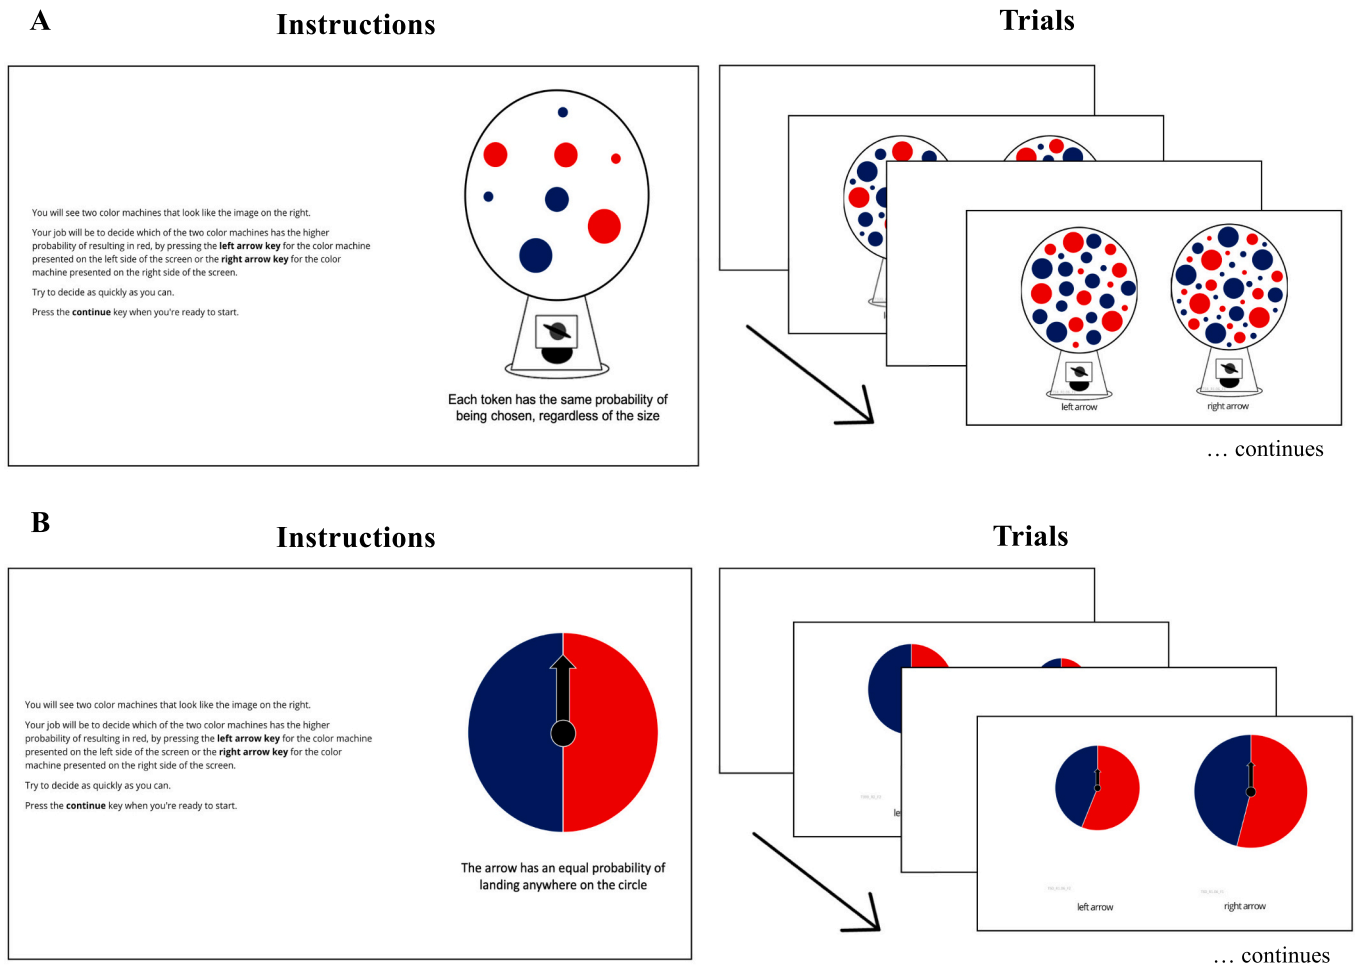 A
Instructions
Trials
You will see two color machines that look like the image on the right.
Your job will be to decide which of the two color machines has the higher
probability of resulting in red, by pressing the left arrow key for the color machine
presented on the left side of the screen or the right arrow key for the color
machine presented on the right side of the screen.
Try to decide as quickly as you can.
Press the continue key when you're ready to start.
Each token has the same probability of
being chosen, regardless of the size
left arrow
right arrow
... continues
B
Instructions
Trials
You will see two color machines that look like the image on the right.
Your job will be to decide which of the two color machines has the higher
probability of resulting in red, by pressing the left arrow key for the color machine
presented on the left side of the screen or the right arrow key for the color
machine presented on the right side of the screen.
Try to decide as quickly as you can.
Press the continue key when you're ready to start.
The arrow has an equal probability of
landing anywhere on the circle
le
left arrow
right arrow
... continues